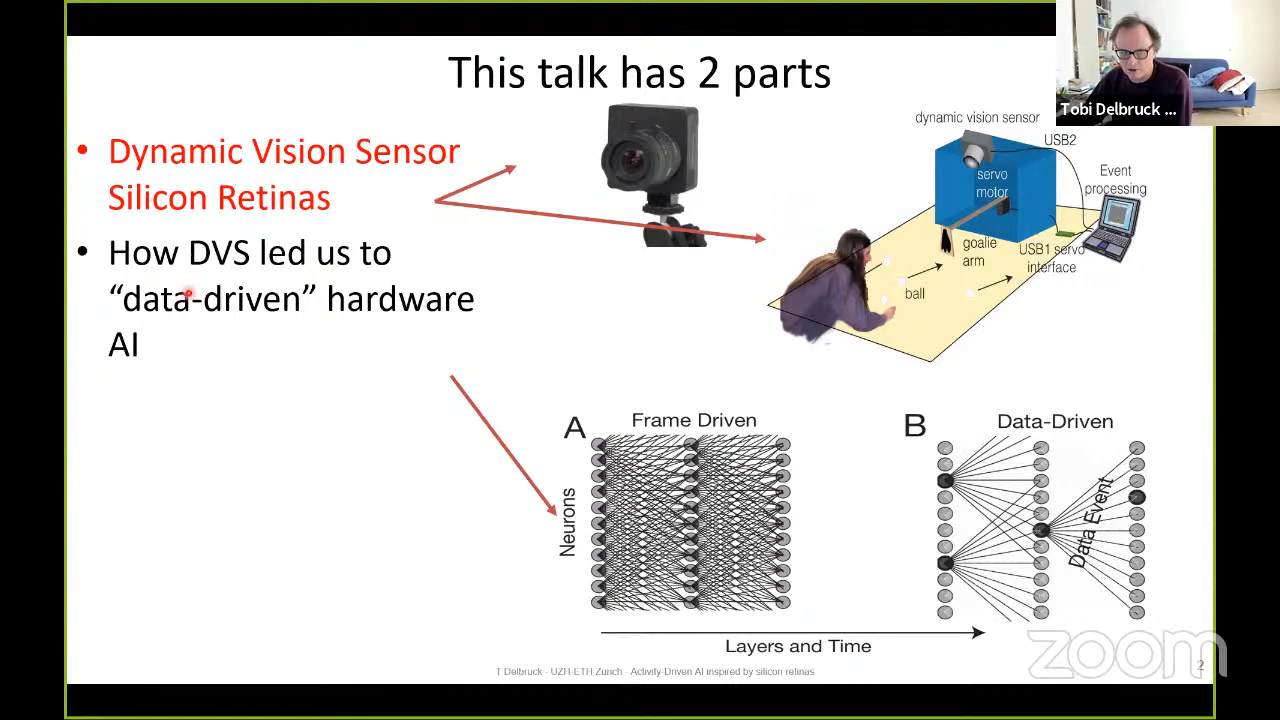 This talk has 2 parts
Tobi Delbruck ...
• Dynamic Vision Sensor
Silicon Retinas
• How DVS led us to
“data-driven” hardware
AI
dynamic vision sensor
USB2
servo
motor
Event
processing
goalie
arm
USB1 servo
interface
ball
A
Frame Driven
Neurons
B
Data-Driven
Data Event
Layers and Time
T Delbruck - UZH-ETH Zurich - Activity-Driven AI inspired by silicon retinas
2
zoom